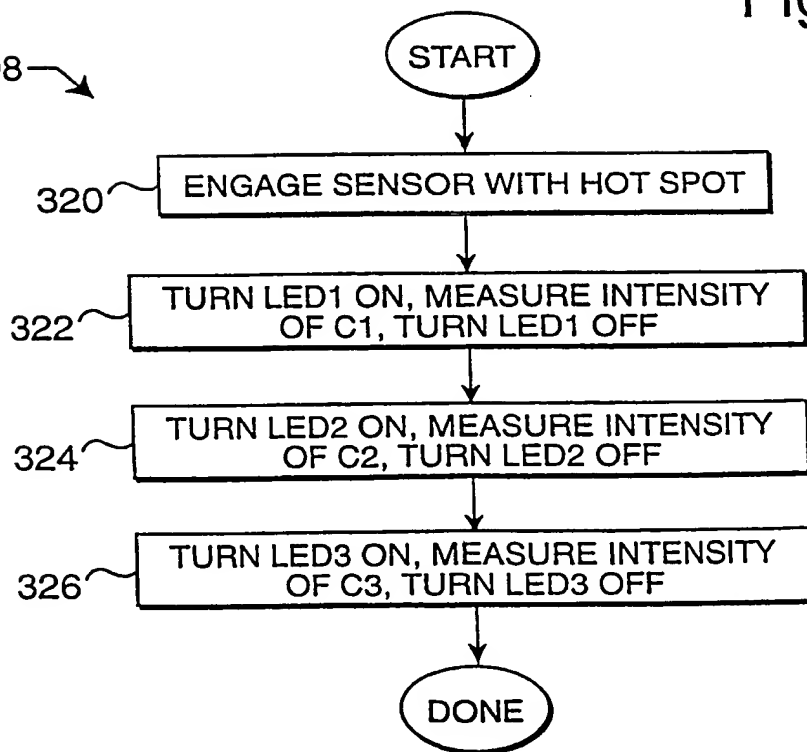 START
320
ENGAGE SENSOR WITH HOT SPOT
322
TURN LED1 ON, MEASURE INTENSITY
OF C1, TURN LED1 OFF
324
TURN LED2 ON, MEASURE INTENSITY
OF C2, TURN LED2 OFF
326
TURN LED3 ON, MEASURE INTENSITY
OF C3, TURN LED3 OFF
DONE